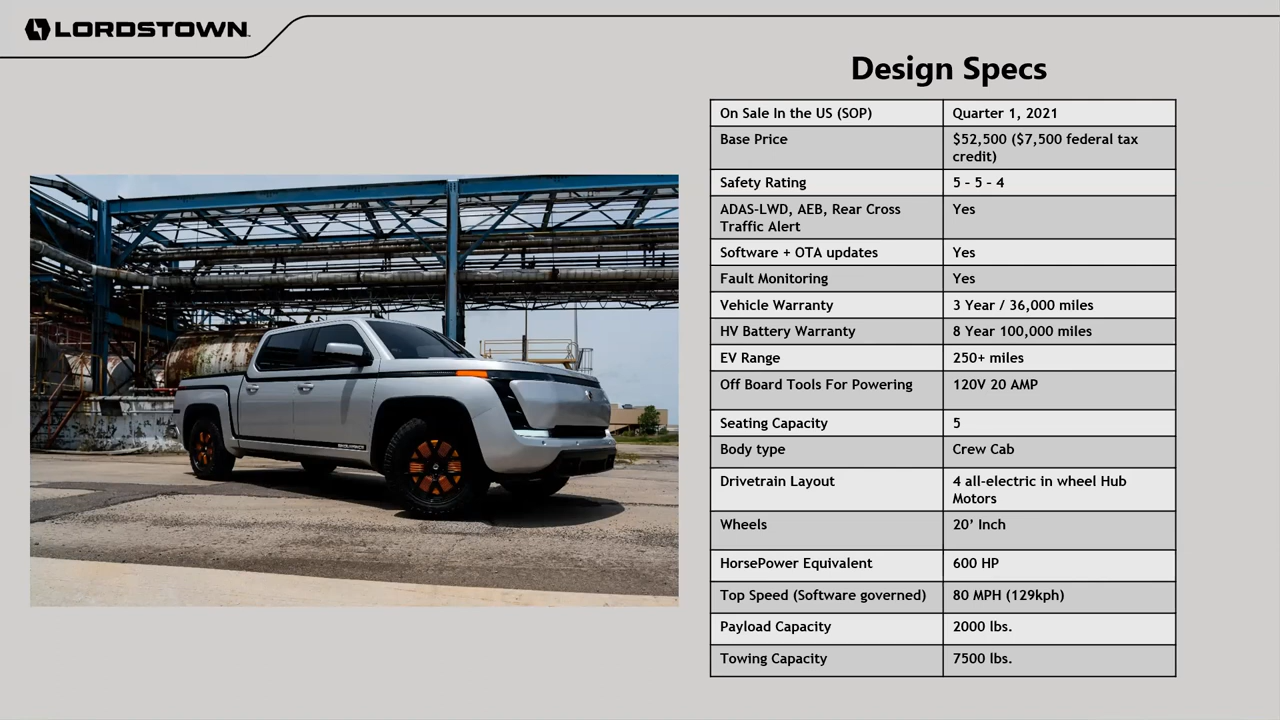 LORDSTOWN
Design Specs
On Sale In the US (SOP) Quarter 1, 2021
Base Price $52,500 ($7,500 federal tax
credit)
Safety Rating 5 – 5 – 4
ADAS-LWD, AEB, Rear Cross Yes
Traffic Alert
Software + OTA updates Yes
Fault Monitoring Yes
Vehicle Warranty 3 Year / 36,000 miles
HV Battery Warranty 8 Year 100,000 miles
EV Range 250+ miles
Off Board Tools For Powering 120V 20 AMP
Seating Capacity 5
Body type Crew Cab
Drivetrain Layout 4 all-electric in wheel Hub
Motors
Wheels 20’ Inch
HorsePower Equivalent 600 HP
Top Speed (Software governed) 80 MPH (129kph)
Payload Capacity 2000 lbs.
Towing Capacity 7500 lbs.